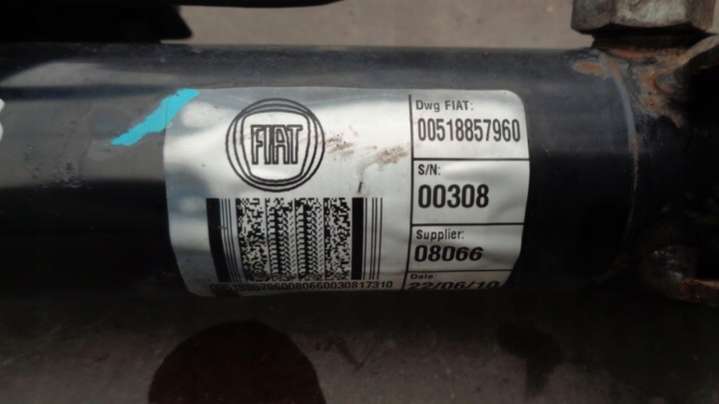 FIAT
Dwg FIAT:
00518857960
S/N:
00308
Supplier:
08066
Date:
22/06/10